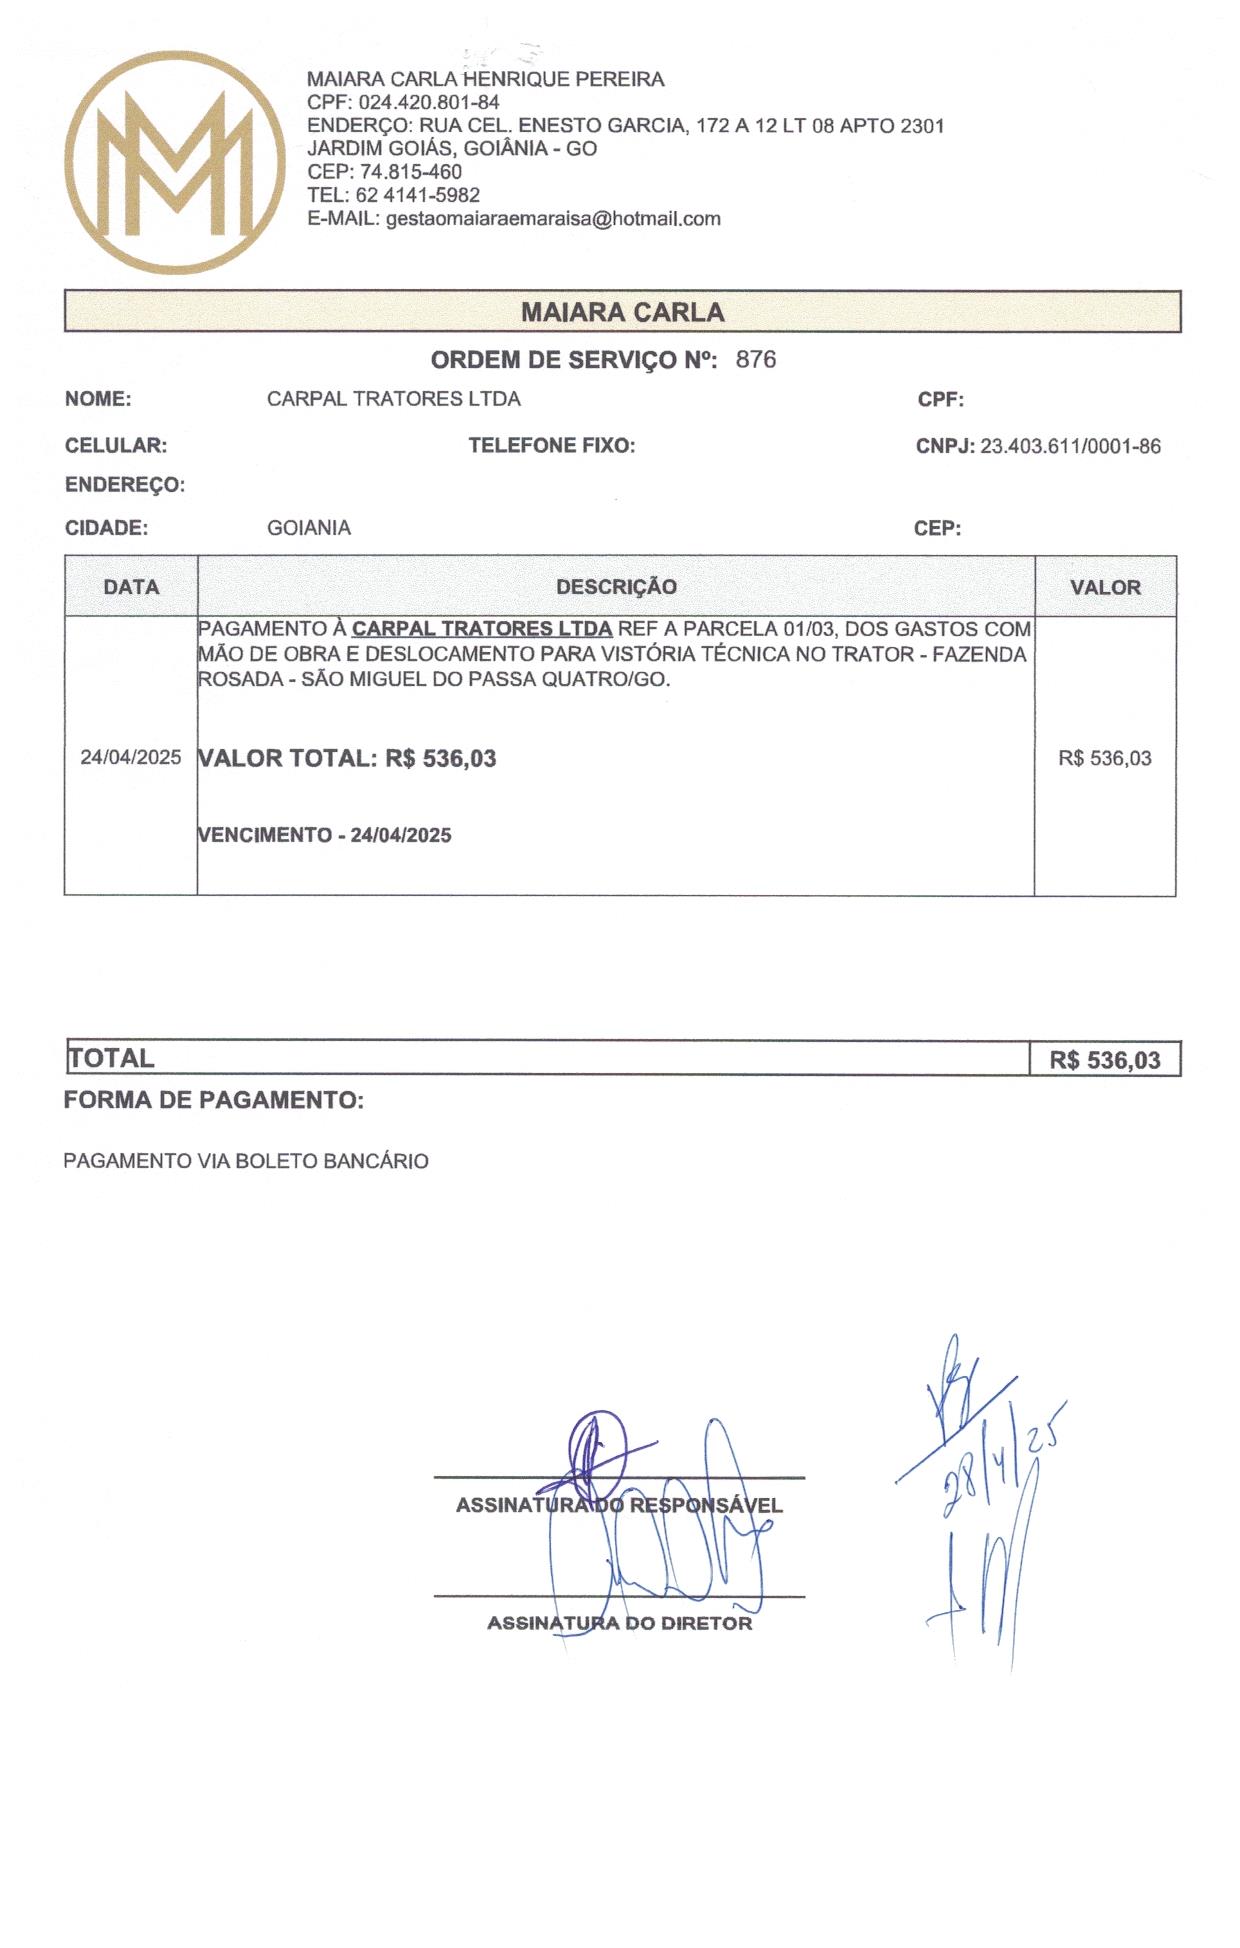 MAIARA CARLA HENRIQUE PEREIRA
CPF: 024.420.801-84
ENDERÇO: RUA CEL. ENESTO GARCIA, 172 A 12 LT 08 APTO 2301
JARDIM GOIÁS, GOIÂNIA - GO
CEP: 74.815-460
TEL: 62 4141-5982
E-MAIL: gestaomaiaraemaraisa@hotmail.com
MAIARA CARLA
ORDEM DE SERVIÇO Nº: 876
NOME: CARPAL TRATORES LTDA CPF:
CELULAR: TELEFONE FIXO: CNPJ: 23.403.611/0001-86
ENDEREÇO:
CIDADE: GOIANIA CEP:
DATA DESCRIÇÃO VALOR
PAGAMENTO À CARPAL TRATORES LTDA REF A PARCELA 01/03, DOS GASTOS COM
MÃO DE OBRA E DESLOCAMENTO PARA VISTÓRIA TÉCNICA NO TRATOR - FAZENDA
ROSADA - SÃO MIGUEL DO PASSA QUATRO/GO.
24/04/2025 VALOR TOTAL: R$ 536,03 R$ 536,03
VENCIMENTO - 24/04/2025
TOTAL R$ 536,03
FORMA DE PAGAMENTO:
PAGAMENTO VIA BOLETO BANCÁRIO
28/4/25
ASSINATURA DO RESPONSÁVEL
ASSINATURA DO DIRETOR